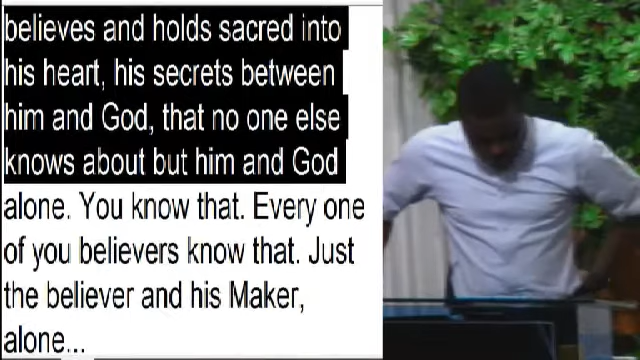 believes and holds sacred into
his heart, his secrets between
him and God, that no one else
knows about but him and God
alone. You know that. Every one
of you believers know that. Just
the believer and his Maker,
alone...